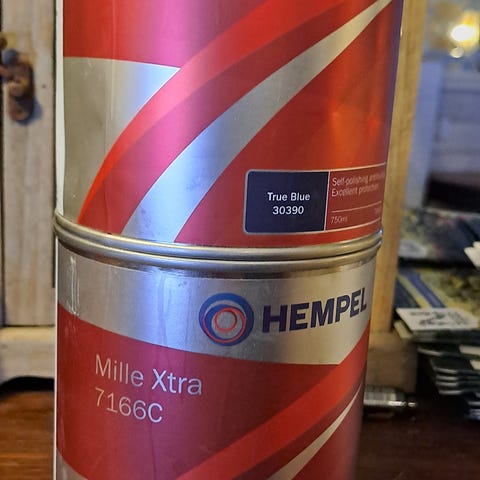 True Blue
30390
Self-polishing
Excellent protection
750ml
HEMPEL
Mille Xtra
7166C